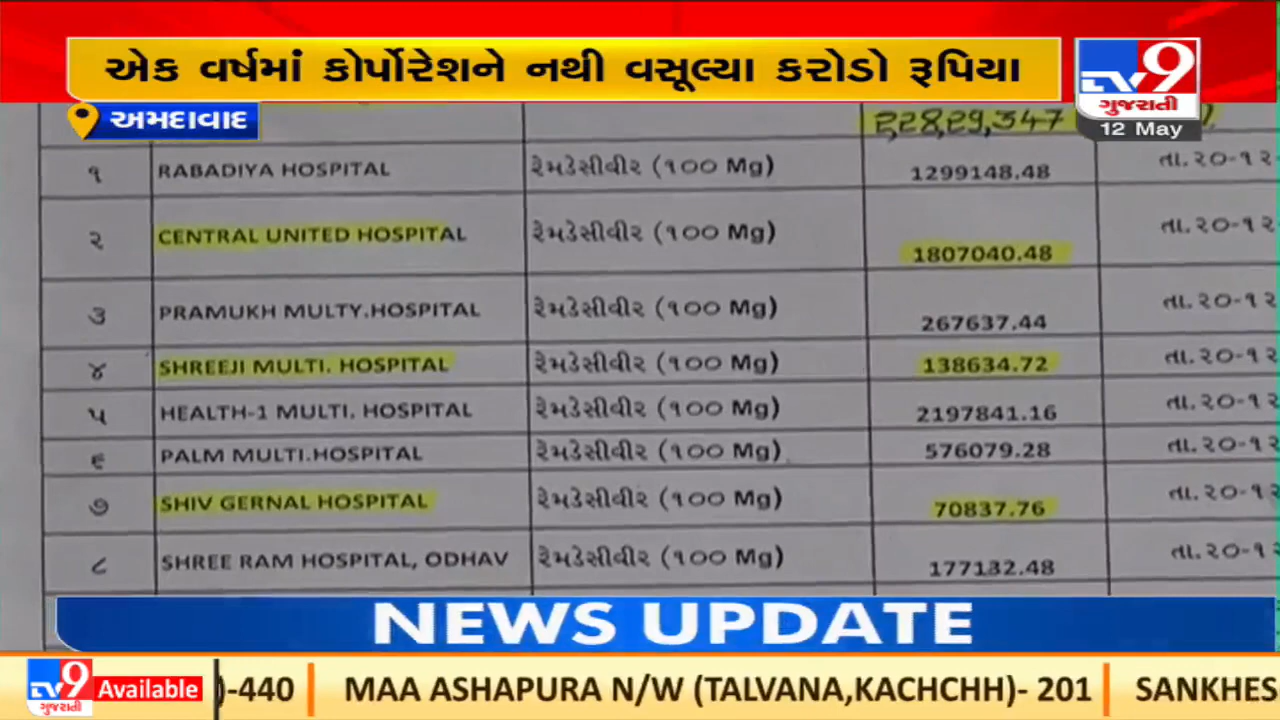 એક વર્ષમાં કોર્પોરેશને નથી વસૂલ્યા કરોડો રૂપિયા
TV9
ગુજરાતી
12 May
અમદાવાદ
2,28,29,347
૧ RABADIYA HOSPITAL રેમડેસીવીર (૧૦૦ Mg) 1299148.48 તા.૨૦-૧૨
૨ CENTRAL UNITED HOSPITAL રેમડેસીવીર (૧૦૦ Mg) 1807040.48 તા.૨૦-૧૨
૩ PRAMUKH MULTY.HOSPITAL રેમડેસીવીર (૧૦૦ Mg) 267637.44 તા.૨૦-૧૨
૪ SHREEJI MULTI. HOSPITAL રેમડેસીવીર (૧૦૦ Mg) 138634.72 તા.૨૦-૧૨
૫ HEALTH-1 MULTI. HOSPITAL રેમડેસીવીર (૧૦૦ Mg) 2197841.16 તા.૨૦-૧૨
૬ PALM MULTI.HOSPITAL રેમડેસીવીર (૧૦૦ Mg) 576079.28 તા.૨૦-૧૨
૭ SHIV GERNAL HOSPITAL રેમડેસીવીર (૧૦૦ Mg) 70837.76 તા.૨૦-૧૨
૮ SHREE RAM HOSPITAL, ODHAV રેમડેસીવીર (૧૦૦ Mg) 177132.48 તા.૨૦-૧૨
NEWS UPDATE
TV9 ગુજરાતી Available )-440 MAA ASHAPURA N/W (TALVANA,KACHCHH)- 201 SANKHES